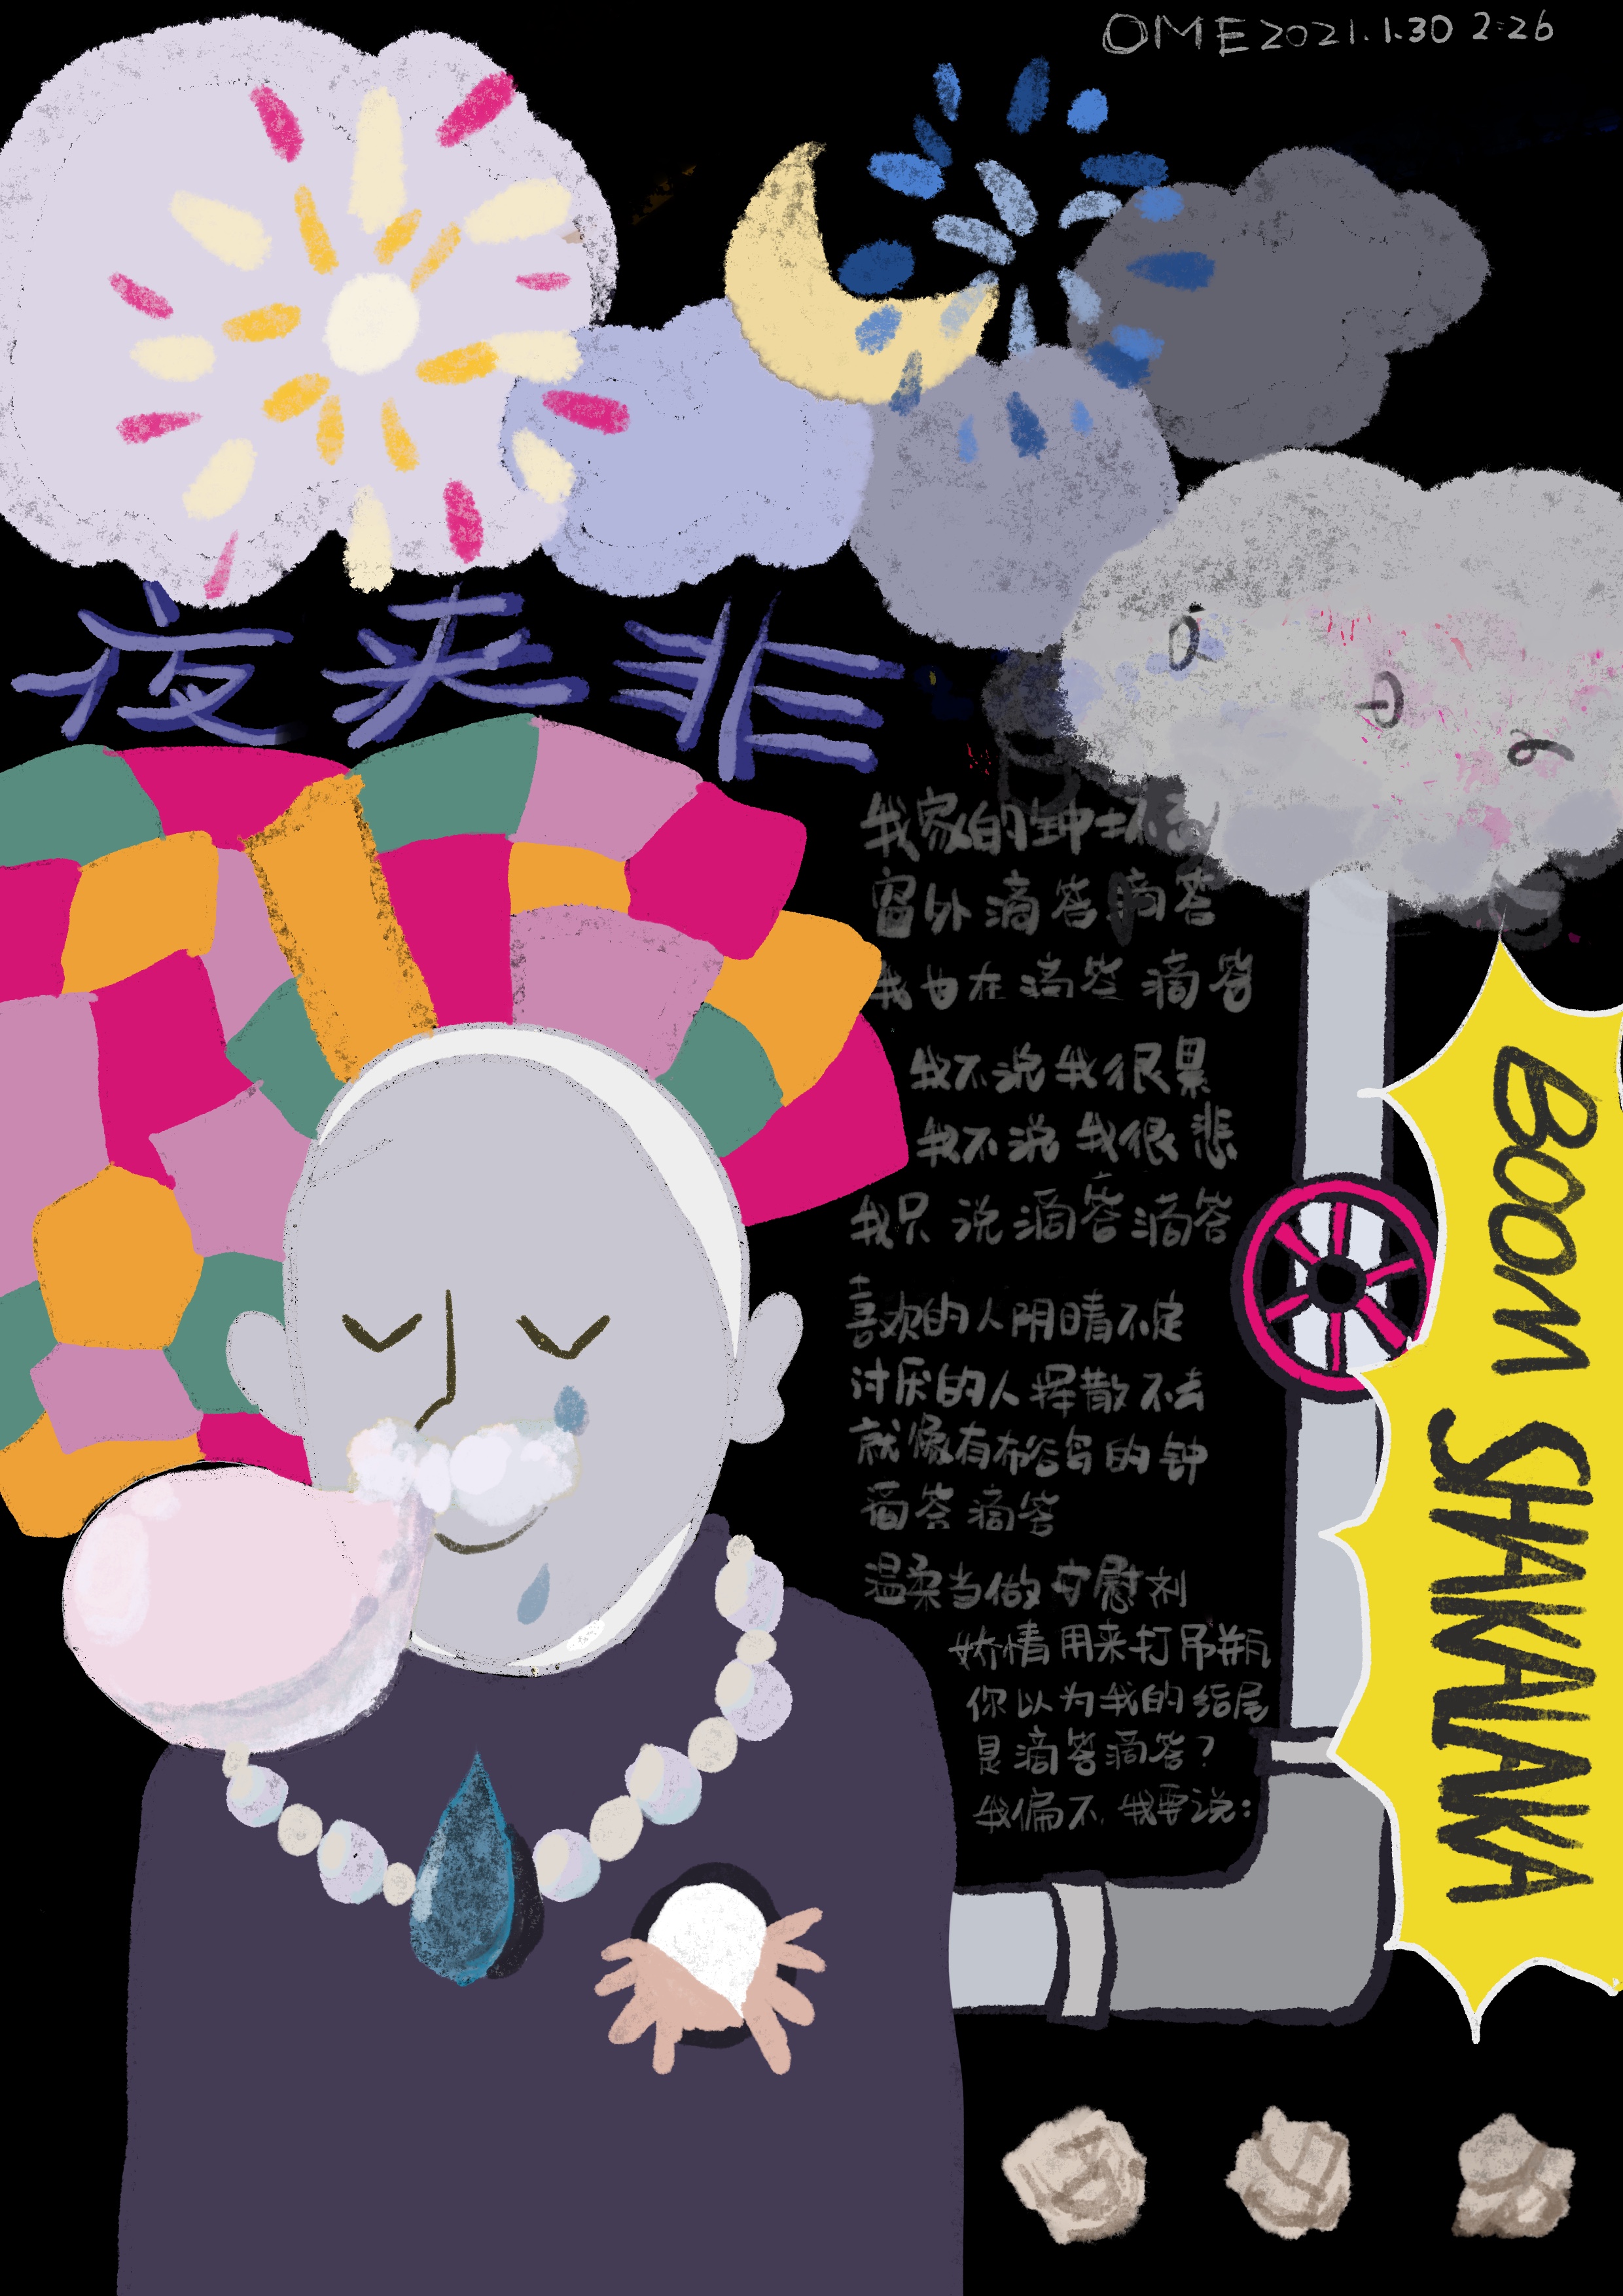 OME 2021.1.30 2:26
夜来非
我家的钟坏
窗外滴答滴答
我也在滴答滴答
我不说我很累
我不说我很悲
我只说滴答滴答
喜欢的人阴晴不定
讨厌的人挥散不去
就像有布谷鸟的钟
滴答滴答
温柔当做安慰剂
娇情用来打吊瓶
你以为我的结尾
是滴答滴答?
我偏不,我要说:
BOOM SHAKALAKA